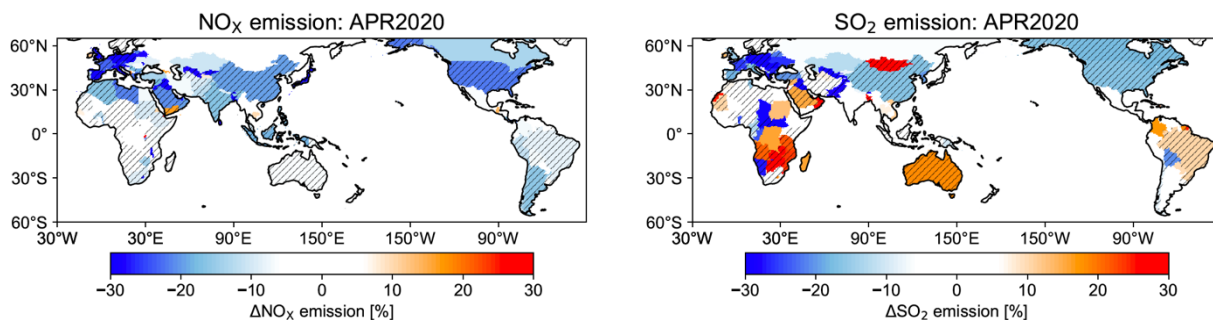 NOX emission: APR2020
60°N
30°N
0°
30°S
60°S
30°W 30°E 90°E 150°E 150°W 90°W
−30 −20 −10 0 10 20 30
ΔNOX emission [%]
SO2 emission: APR2020
60°N
30°N
0°
30°S
60°S
30°W 30°E 90°E 150°E 150°W 90°W
−30 −20 −10 0 10 20 30
ΔSO2 emission [%]